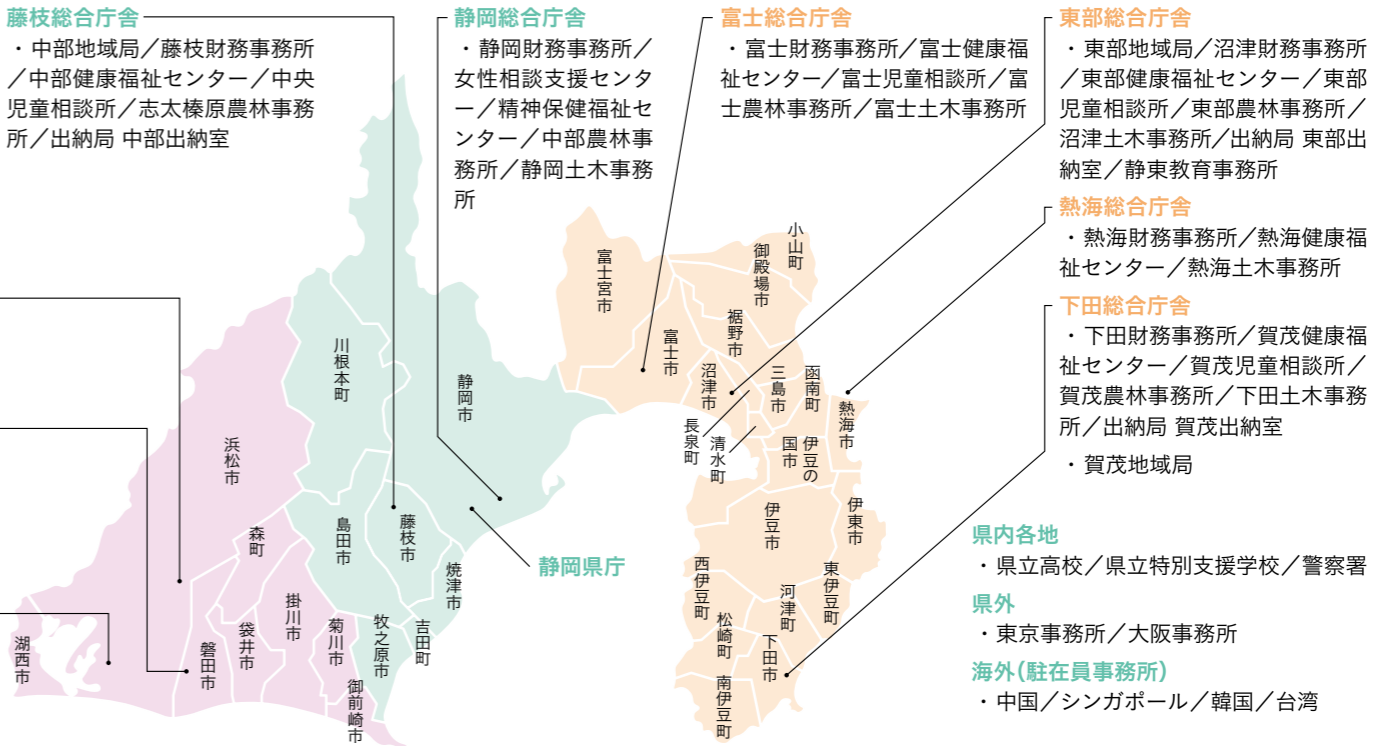 藤枝総合庁舎
・中部地域局／藤枝財務事務所
／中部健康福祉センター／中央
児童相談所／志太榛原農林事務
所／出納局 中部出納室
静岡総合庁舎
・静岡財務事務所／
女性相談支援センタ
ー／精神保健福祉セ
ンター／中部農林事
務所／静岡土木事務
所
富士総合庁舎
・富士財務事務所／富士健康福
祉センター／富士児童相談所／富
士農林事務所／富士土木事務所
東部総合庁舎
・東部地域局／沼津財務事務所
／東部健康福祉センター／東部
児童相談所／東部農林事務所／
沼津土木事務所／出納局 東部出
納室／静東教育事務所
熱海総合庁舎
・熱海財務事務所／熱海健康福
祉センター／熱海土木事務所
下田総合庁舎
・下田財務事務所／賀茂健康福
祉センター／賀茂児童相談所／
賀茂農林事務所／下田土木事務
所／出納局 賀茂出納室
・賀茂地域局
県内各地
・県立高校／県立特別支援学校／警察署
県外
・東京事務所／大阪事務所
海外(駐在員事務所)
・中国／シンガポール／韓国／台湾
静岡県庁
小山町
御殿場市
富士宮市
裾野市
富士市
沼津市
三島市
函南町
熱海市
長泉町
清水町
伊豆の
国市
伊豆市
伊東市
西伊豆町
東伊豆町
河津町
松崎町
下田市
南伊豆町
川根本町
静岡市
浜松市
森町
島田市
藤枝市
焼津市
掛川市
菊川市
牧之原市
吉田町
袋井市
磐田市
湖西市
御前崎市